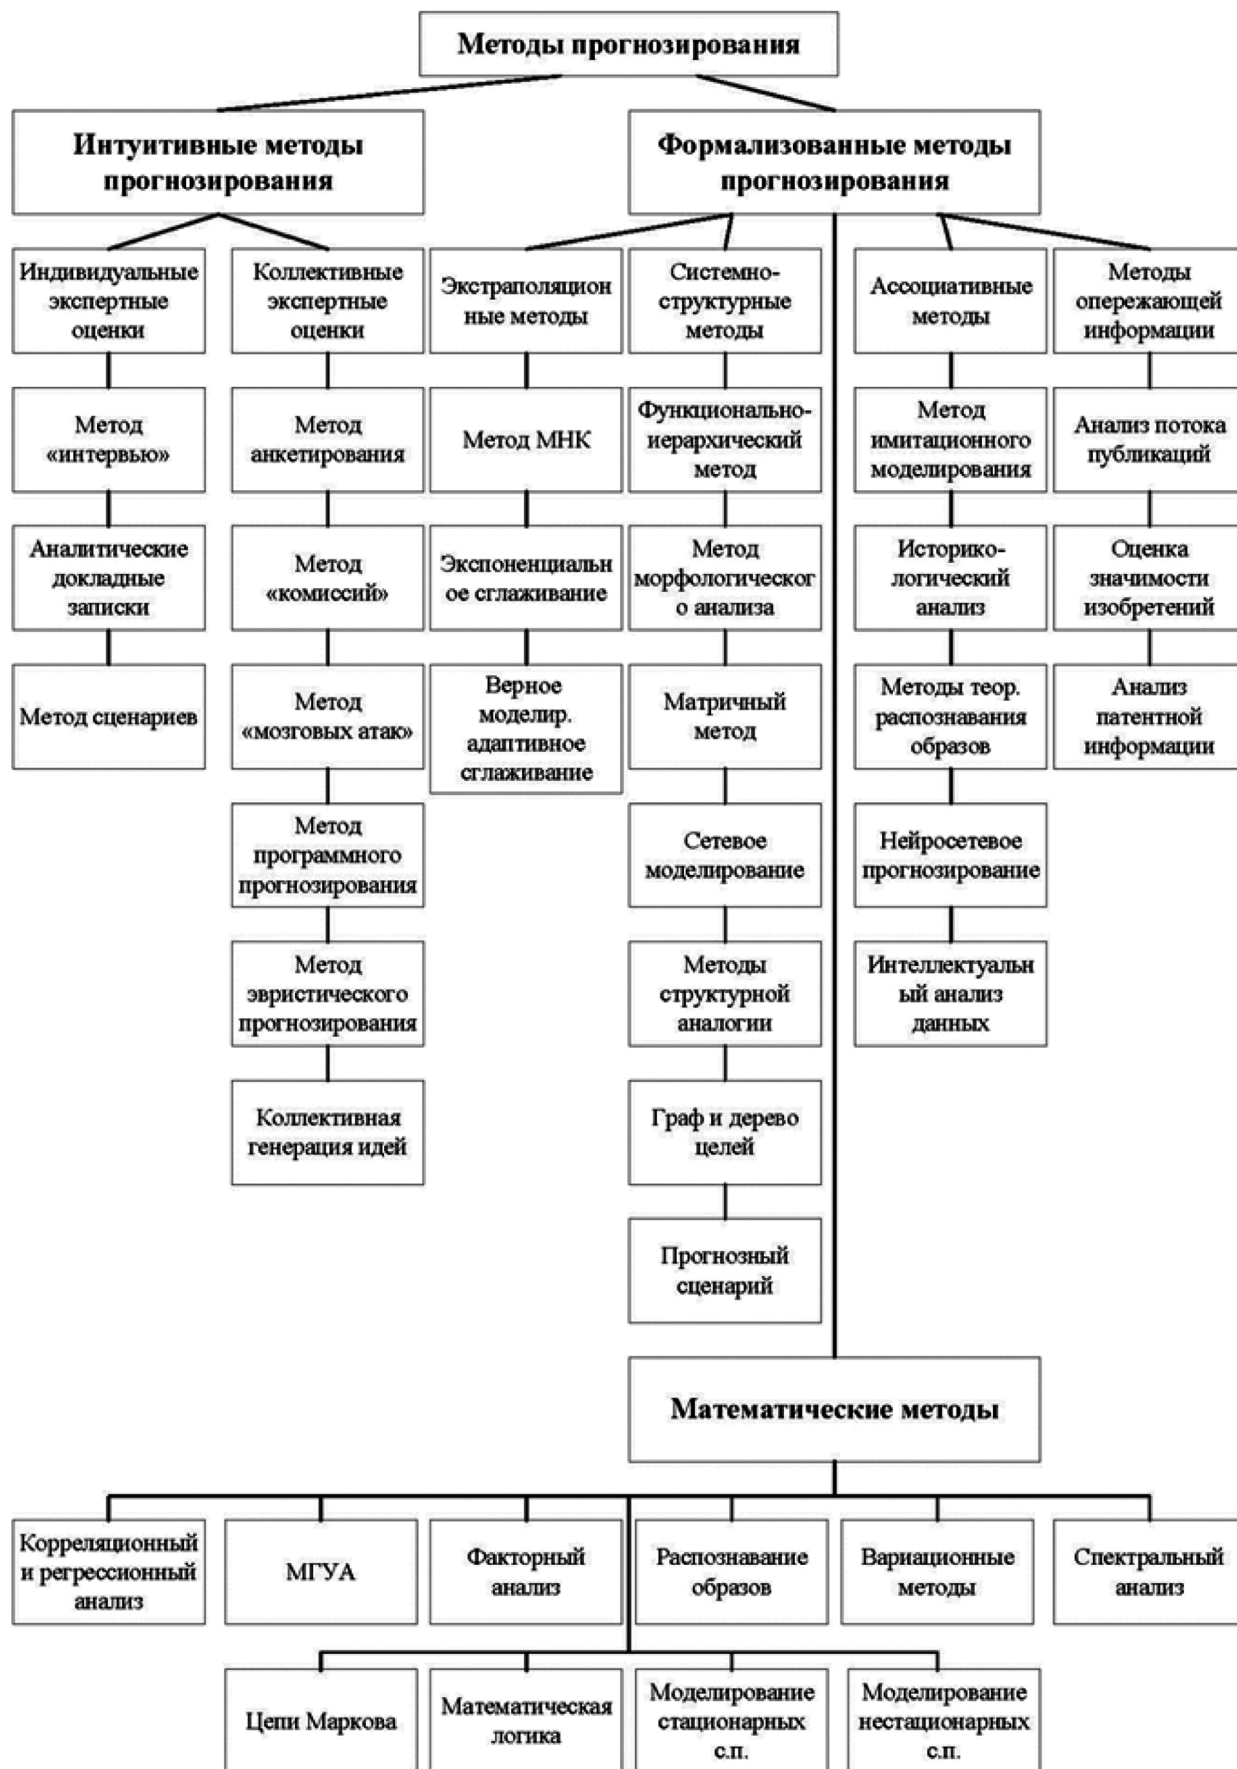 Методы прогнозирования
Интуитивные методы
прогнозирования
Формализованные методы
прогнозирования
Индивидуальные
экспертные
оценки
Коллективные
экспертные
оценки
Экстраполяцион
ные методы
Системно-
структурные
методы
Ассоциативные
методы
Методы
опережающей
информации
Метод
«интервью»
Метод
анкетирования
Метод МНК
Функционально-
иерархический
метод
Метод
имитационного
моделирования
Анализ потока
публикаций
Аналитические
докладные
записки
Метод
«комиссий»
Экспоненциальн
ое сглаживание
Метод
морфологическог
о анализа
Историко-
логический
анализ
Оценка
значимости
изобретений
Метод сценариев
Метод
«мозговых атак»
Верное
моделир.
адаптивное
сглаживание
Матричный
метод
Методы теор.
распознавания
образов
Анализ
патентной
информации
Метод
программного
прогнозирования
Сетевое
моделирование
Нейросетевое
прогнозирование
Метод
эвристического
прогнозирования
Методы
структурной
аналогии
Интеллектуальн
ый анализ
данных
Коллективная
генерация идей
Граф и дерево
целей
Прогнозный
сценарий
Математические методы
Корреляционный
и регрессионный
анализ
МГУА
Факторный
анализ
Распознавание
образов
Вариационные
методы
Спектральный
анализ
Цепи Маркова
Математическая
логика
Моделирование
стационарных
с.п.
Моделирование
нестационарных
с.п.